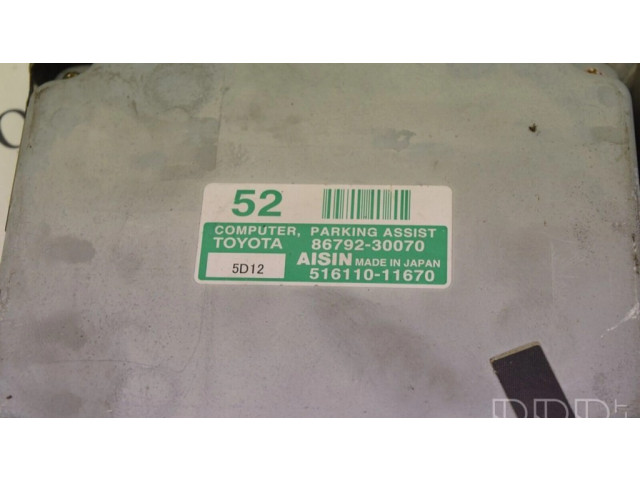 52
COMPUTER, PARKING ASSIST
TOYOTA 86792-30070
5D12
AISIN MADE IN JAPAN
516110-11670